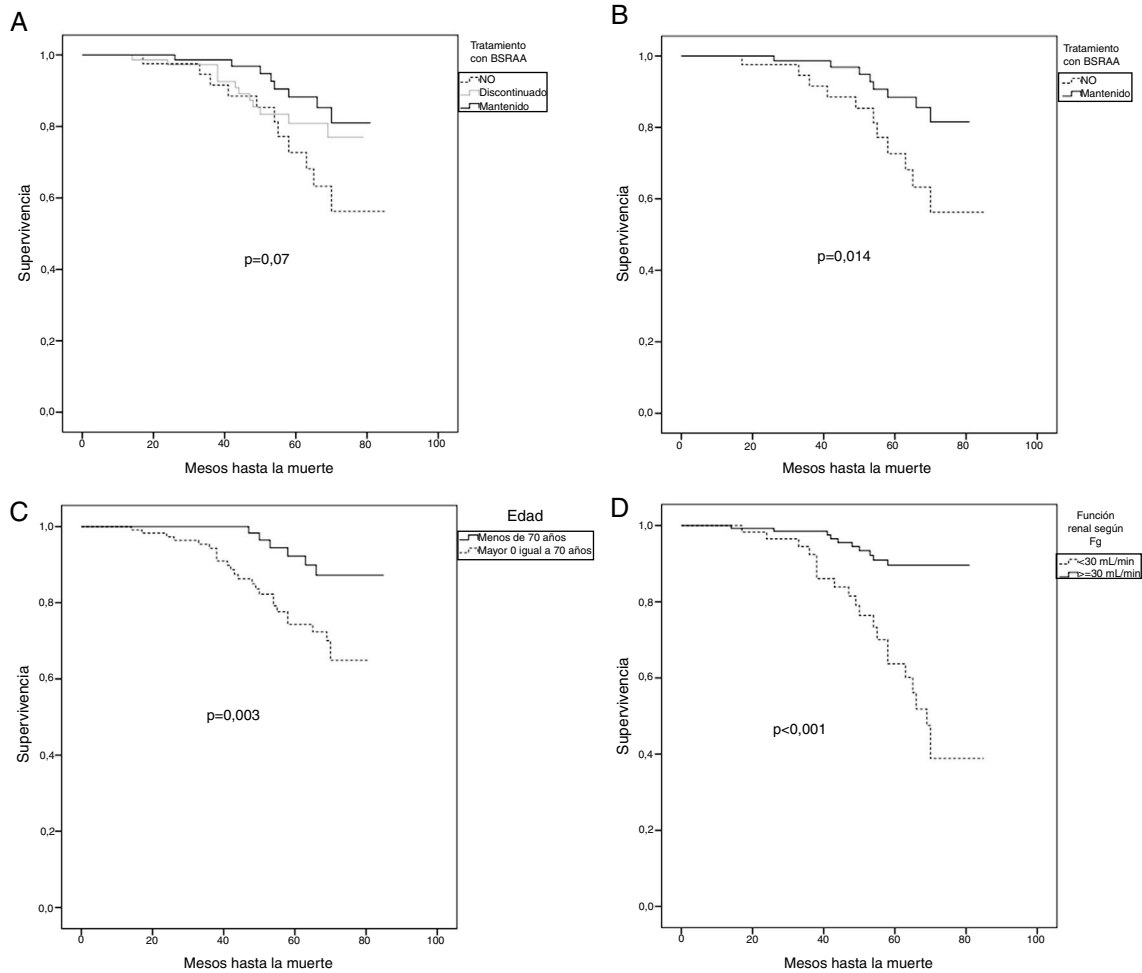 A
Tratamiento
con BSRAA
NO
Discontinuado
Mantenido
1,0
0,8
0,6
0,4
0,2
0,0
Supervivencia
p=0,07
0 20 40 60 80 100
Mesos hasta la muerte
B
Tratamiento
con BSRAA
NO
Mantenido
1,0
0,8
0,6
0,4
0,2
0,0
Supervivencia
p=0,014
0 20 40 60 80 100
Mesos hasta la muerte
C
Edad
Menos de 70 años
Mayor 0 igual a 70 años
1,0
0,8
0,6
0,4
0,2
0,0
Supervivencia
p=0,003
0 20 40 60 80 100
Mesos hasta la muerte
D
Función
renal según
Fg
<30 mL/min
>=30 mL/min
1,0
0,8
0,6
0,4
0,2
0,0
Supervivencia
p<0,001
0 20 40 60 80 100
Mesos hasta la muerte